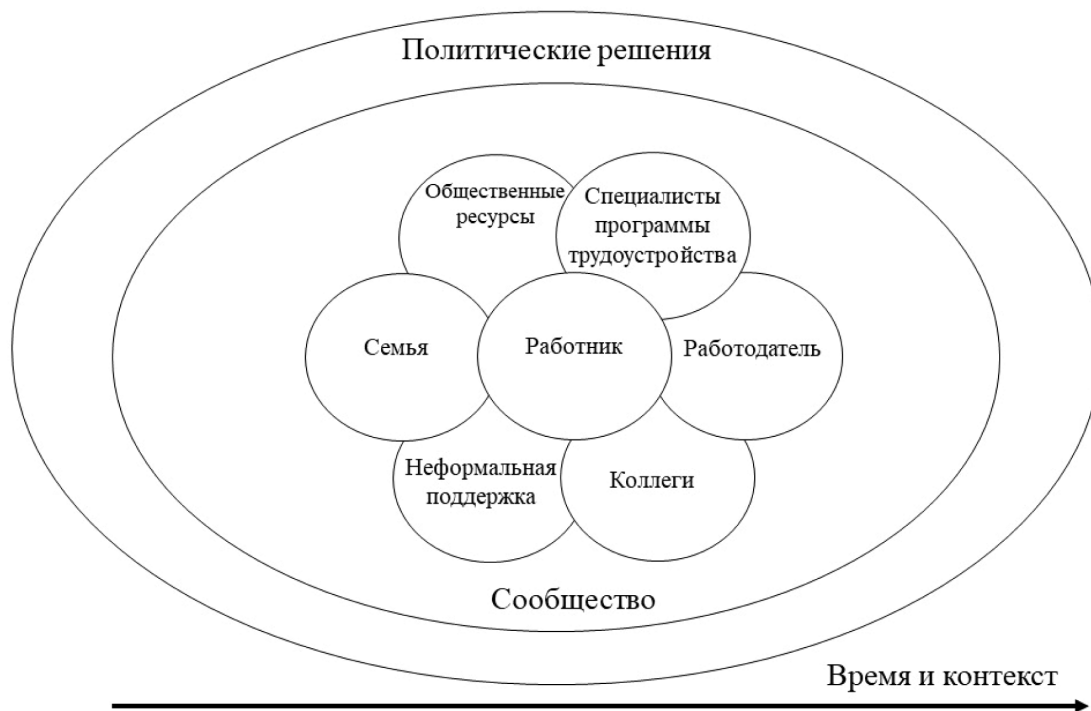 Политические решения
Общественные
ресурсы
Специалисты
программы
трудоустройства
Семья
Работник
Работодатель
Неформальная
поддержка
Коллеги
Сообщество
Время и контекст